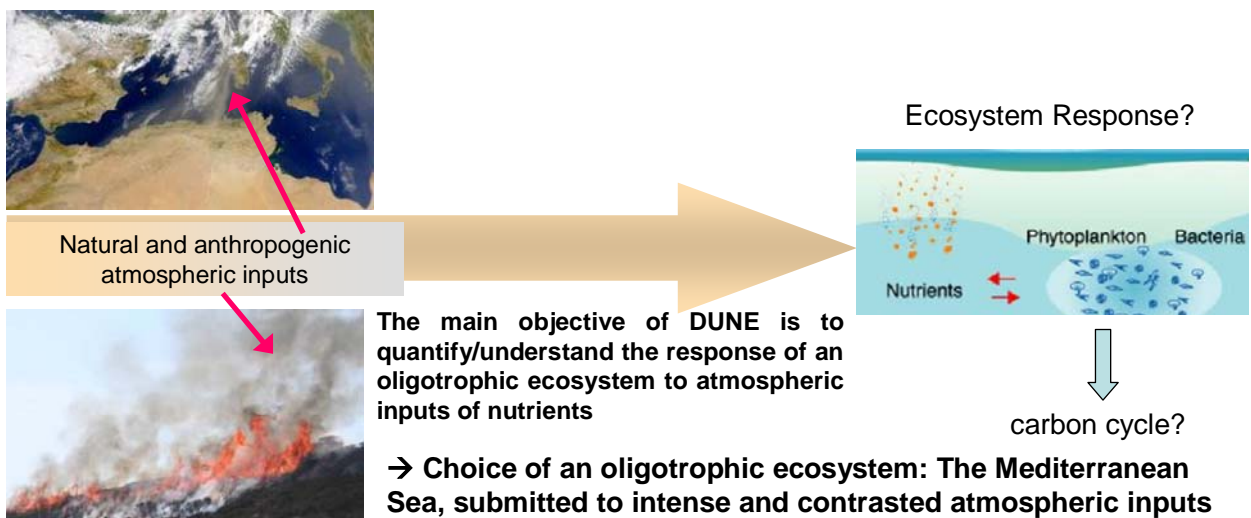 Natural and anthropogenic
atmospheric inputs
Ecosystem Response?
Phytoplankton Bacteria
Nutrients
The main objective of DUNE is to
quantify/understand the response of an
oligotrophic ecosystem to atmospheric
inputs of nutrients
carbon cycle?
→ Choice of an oligotrophic ecosystem: The Mediterranean
Sea, submitted to intense and contrasted atmospheric inputs